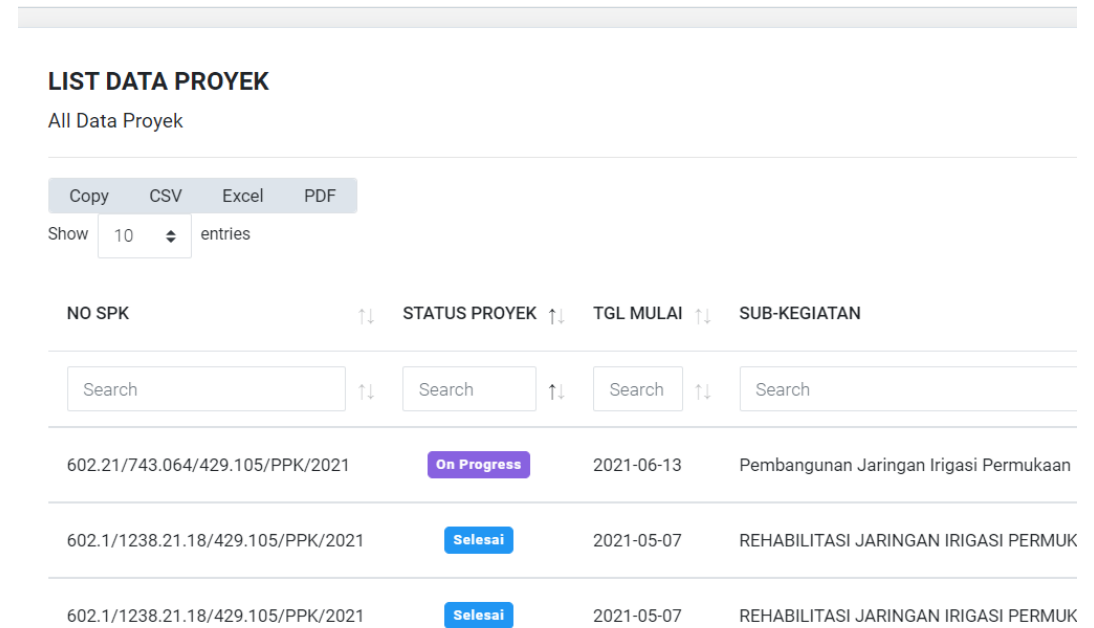 LIST DATA PROYEK
All Data Proyek
Copy CSV Excel PDF
Show 10 entries
NO SPK STATUS PROYEK TGL MULAI SUB-KEGIATAN
Search Search Search Search
602.21/743.064/429.105/PPK/2021 On Progress 2021-06-13 Pembangunan Jaringan Irigasi Permukaan
602.1/1238.21.18/429.105/PPK/2021 Selesai 2021-05-07 REHABILITASI JARINGAN IRIGASI PERMUK
602.1/1238.21.18/429.105/PPK/2021 Selesai 2021-05-07 REHABILITASI JARINGAN IRIGASI PERMUK